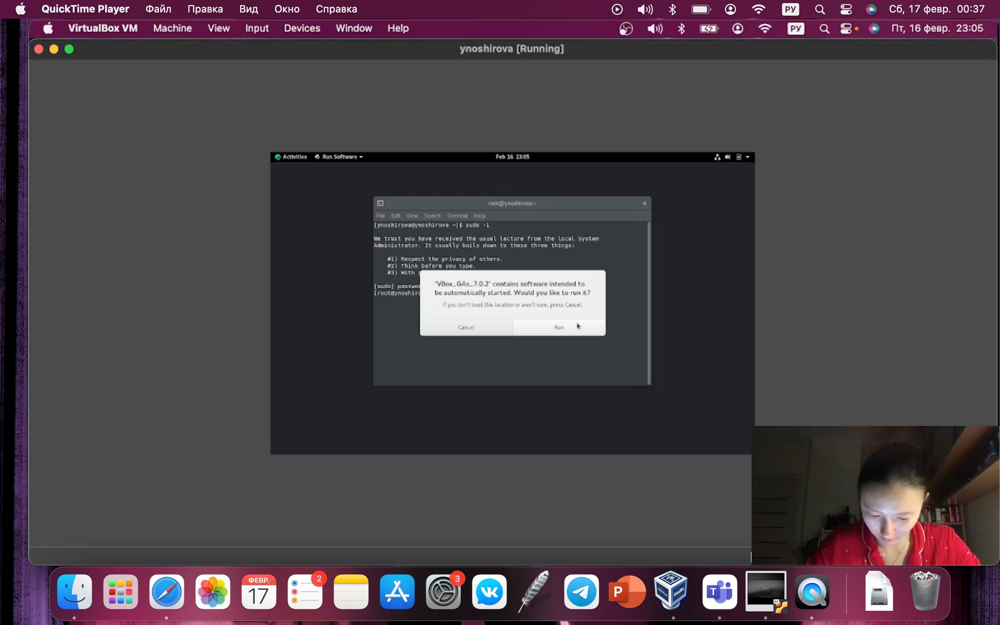 QuickTime Player Файл Правка Вид Окно Справка РУ Сб, 17 февр. 00:37
VirtualBox VM Machine View Input Devices Window Help РУ Пт, 16 февр. 23:05
ynoshirova [Running]
Activities Run Software Feb 16 23:05
root@ynoshirova:~
File Edit View Search Terminal Help
[ynoshirova@ynoshirova ~]$ sudo -i
We trust you have received the usual lecture from the local System
Administrator. It usually boils down to these three things:
#1) Respect the privacy of others.
#2) Think before you type.
#3) With g
[sudo] passwo
[root@ynoshiro
"VBox_GAs_7.0.2" contains software intended to
be automatically started. Would you like to run it?
If you don't trust this location or aren't sure, press Cancel.
Cancel Run
ФЕВР.
17
2
3
P
T